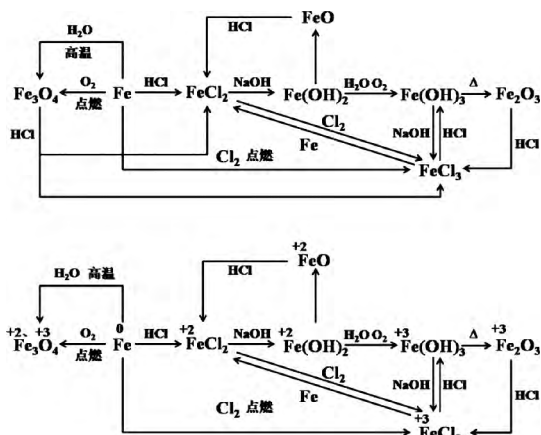 HCl FeO
H₂O
高温
Fe₃O₄ O₂ 点燃 Fe HCl FeCl₂ NaOH Fe(OH)₂ H₂O O₂ Fe(OH)₃ Δ Fe₂O₃
HCl Cl₂ NaOH HCl HCl
Fe
Cl₂ 点燃 FeCl₃
+2
HCl FeO
H₂O 高温
+2、+3 0 +2 +2 +3 +3
Fe₃O₄ O₂ 点燃 Fe HCl FeCl₂ NaOH Fe(OH)₂ H₂O O₂ Fe(OH)₃ Δ Fe₂O₃
Cl₂ NaOH HCl HCl
Fe
Cl₂ 点燃 +3